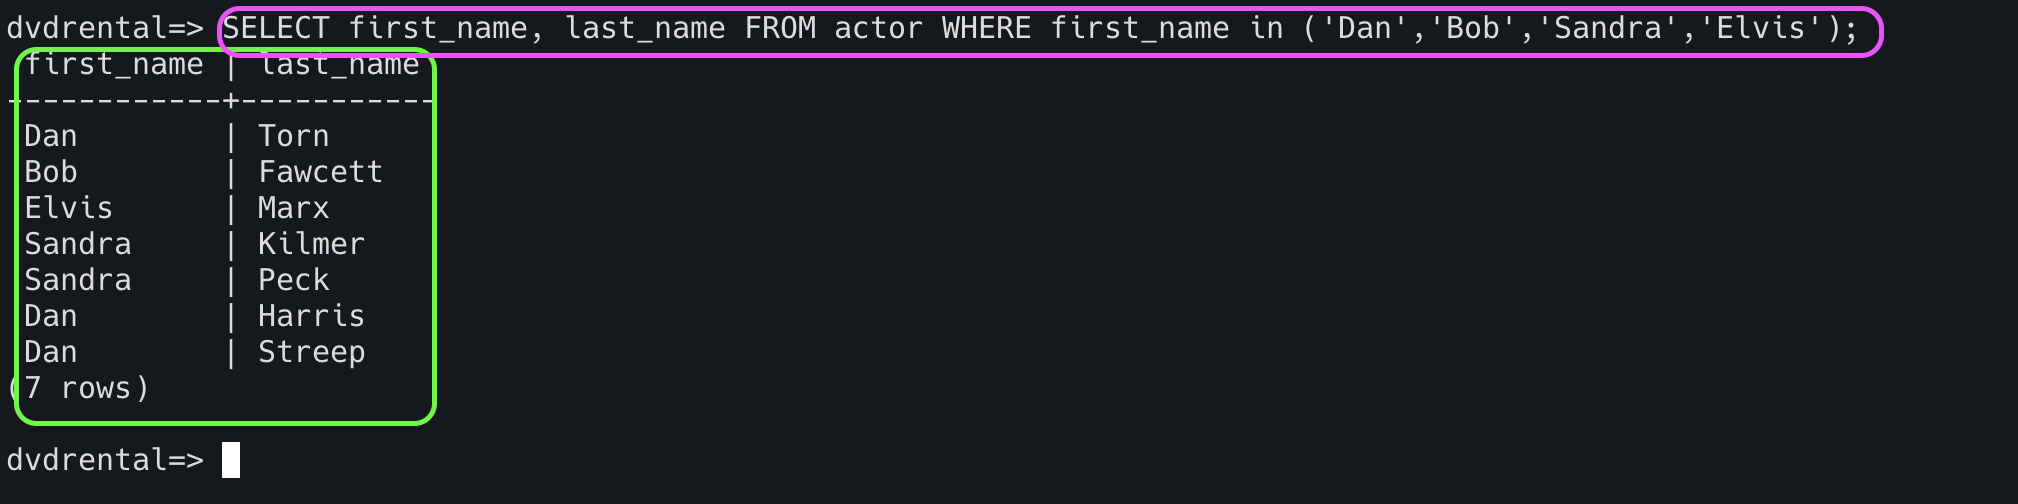 dvdrental=> SELECT first_name, last_name FROM actor WHERE first_name in ('Dan','Bob','Sandra','Elvis');
 first_name | last_name
------------+-----------
 Dan        | Torn
 Bob        | Fawcett
 Elvis      | Marx
 Sandra     | Kilmer
 Sandra     | Peck
 Dan        | Harris
 Dan        | Streep
(7 rows)
dvdrental=>